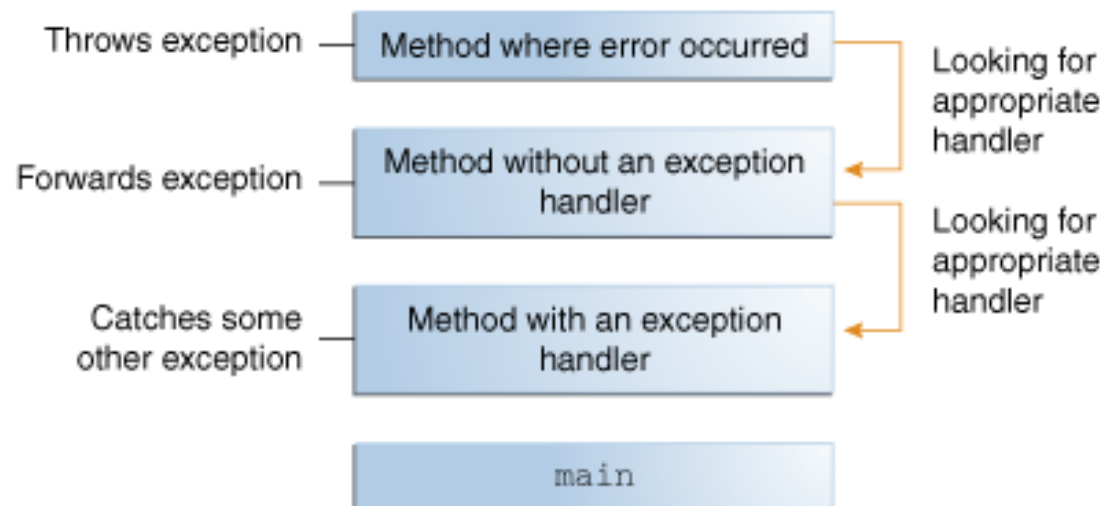 Throws exception
Method where error occurred
Looking for
appropriate
handler
Forwards exception
Method without an exception
handler
Looking for
appropriate
handler
Catches some
other exception
Method with an exception
handler
main